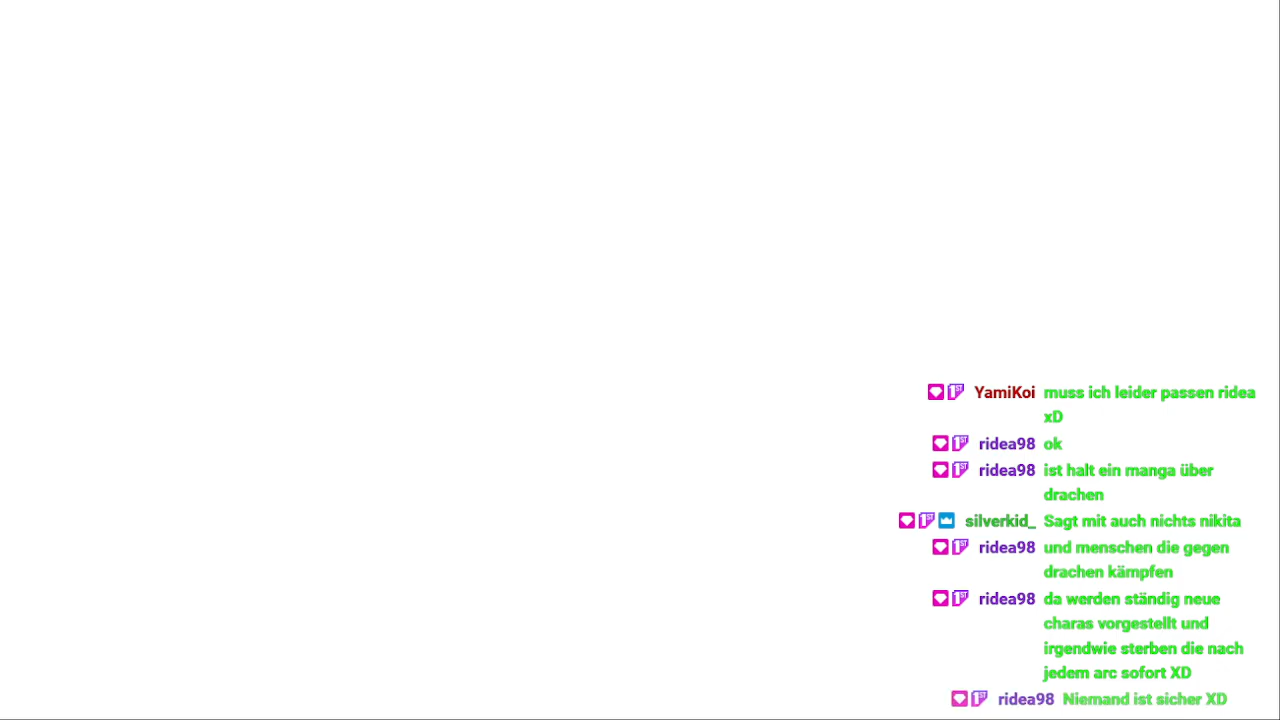 YamiKoi muss ich leider passen ridea
xD
ridea98 ok
ridea98 ist halt ein manga über
drachen
silverkid_ Sagt mit auch nichts nikita
ridea98 und menschen die gegen
drachen kämpfen
ridea98 da werden ständig neue
charas vorgestellt und
irgendwie sterben die nach
jedem arc sofort XD
ridea98 Niemand ist sicher XD